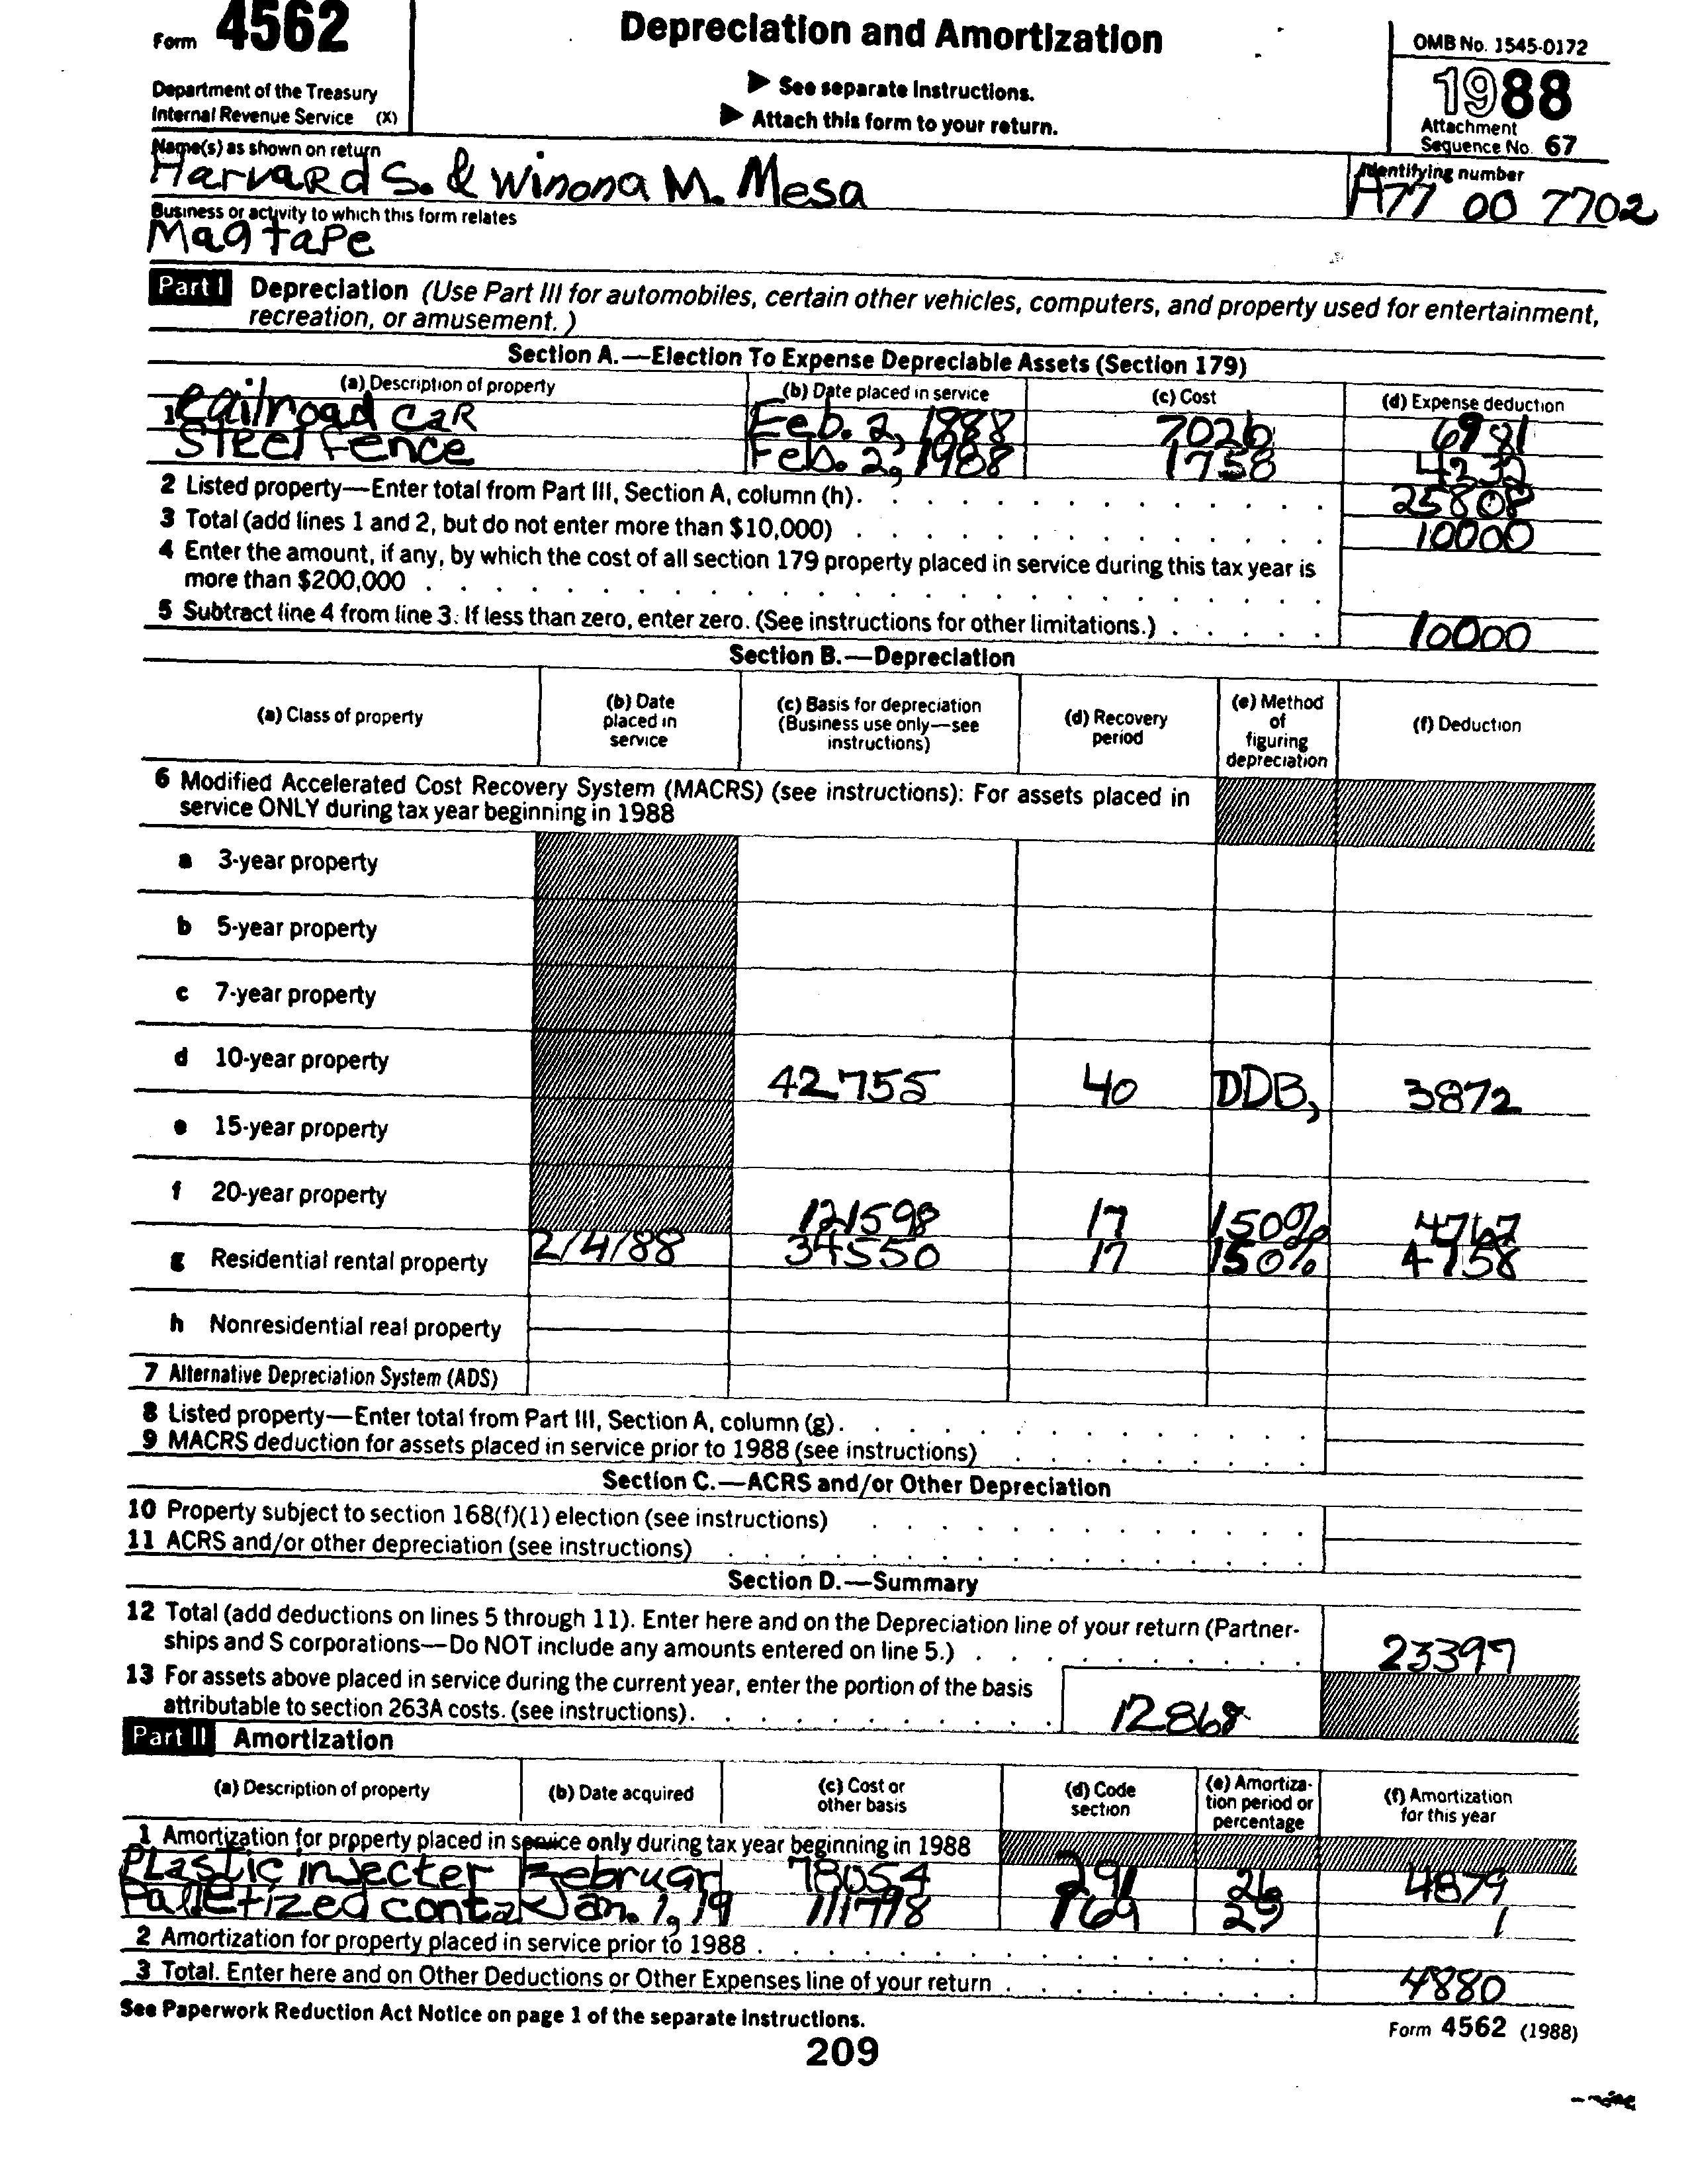 Form 4562
Department of the Treasury
Internal Revenue Service (X)
Depreciation and Amortization
▶ See separate instructions.
▶ Attach this form to your return.
OMB No. 1545-0172
1988
Attachment
Sequence No. 67
Name(s) as shown on return
Harvard S. & Winona M. Mesa
Identifying number
A77 00 7702
Business or activity to which this form relates
Mag tape
Part I Depreciation (Use Part III for automobiles, certain other vehicles, computers, and property used for entertainment,
recreation, or amusement.)
Section A.—Election To Expense Depreciable Assets (Section 179)
(a) Description of property (b) Date placed in service (c) Cost (d) Expense deduction
1 Railroad car Feb. 2, 1988 7026 6981
Steel fence Feb. 2, 1988 1758 4232
2 Listed property—Enter total from Part III, Section A, column (h). 25808
3 Total (add lines 1 and 2, but do not enter more than $10,000) 10000
4 Enter the amount, if any, by which the cost of all section 179 property placed in service during this tax year is
more than $200,000
5 Subtract line 4 from line 3. If less than zero, enter zero. (See instructions for other limitations.) 10000
Section B.—Depreciation
(a) Class of property
(b) Date
placed in
service
(c) Basis for depreciation
(Business use only—see
instructions)
(d) Recovery
period
(e) Method
of
figuring
depreciation
(f) Deduction
6 Modified Accelerated Cost Recovery System (MACRS) (see instructions): For assets placed in
service ONLY during tax year beginning in 1988
a 3-year property
b 5-year property
c 7-year property
d 10-year property 42755 40 DDB, 3872
e 15-year property
f 20-year property 121598 17 150% 4767
g Residential rental property 2/4/88 34550 17 150% 4758
h Nonresidential real property
7 Alternative Depreciation System (ADS)
8 Listed property—Enter total from Part III, Section A, column (g).
9 MACRS deduction for assets placed in service prior to 1988 (see instructions)
Section C.—ACRS and/or Other Depreciation
10 Property subject to section 168(f)(1) election (see instructions)
11 ACRS and/or other depreciation (see instructions)
Section D.—Summary
12 Total (add deductions on lines 5 through 11). Enter here and on the Depreciation line of your return (Partner-
ships and S corporations—Do NOT include any amounts entered on line 5.) 23397
13 For assets above placed in service during the current year, enter the portion of the basis
attributable to section 263A costs. (see instructions). 12868
Part II Amortization
(a) Description of property
(b) Date acquired
(c) Cost or
other basis
(d) Code
section
(e) Amortiza-
tion period or
percentage
(f) Amortization
for this year
1 Amortization for property placed in service only during tax year beginning in 1988
Plastic injecter Februar 78054 291 26 4879
Palletized conta Jan. 1, 19 111798 169 29 1
2 Amortization for property placed in service prior to 1988
3 Total. Enter here and on Other Deductions or Other Expenses line of your return 4880
See Paperwork Reduction Act Notice on page 1 of the separate instructions.
Form 4562 (1988)
209